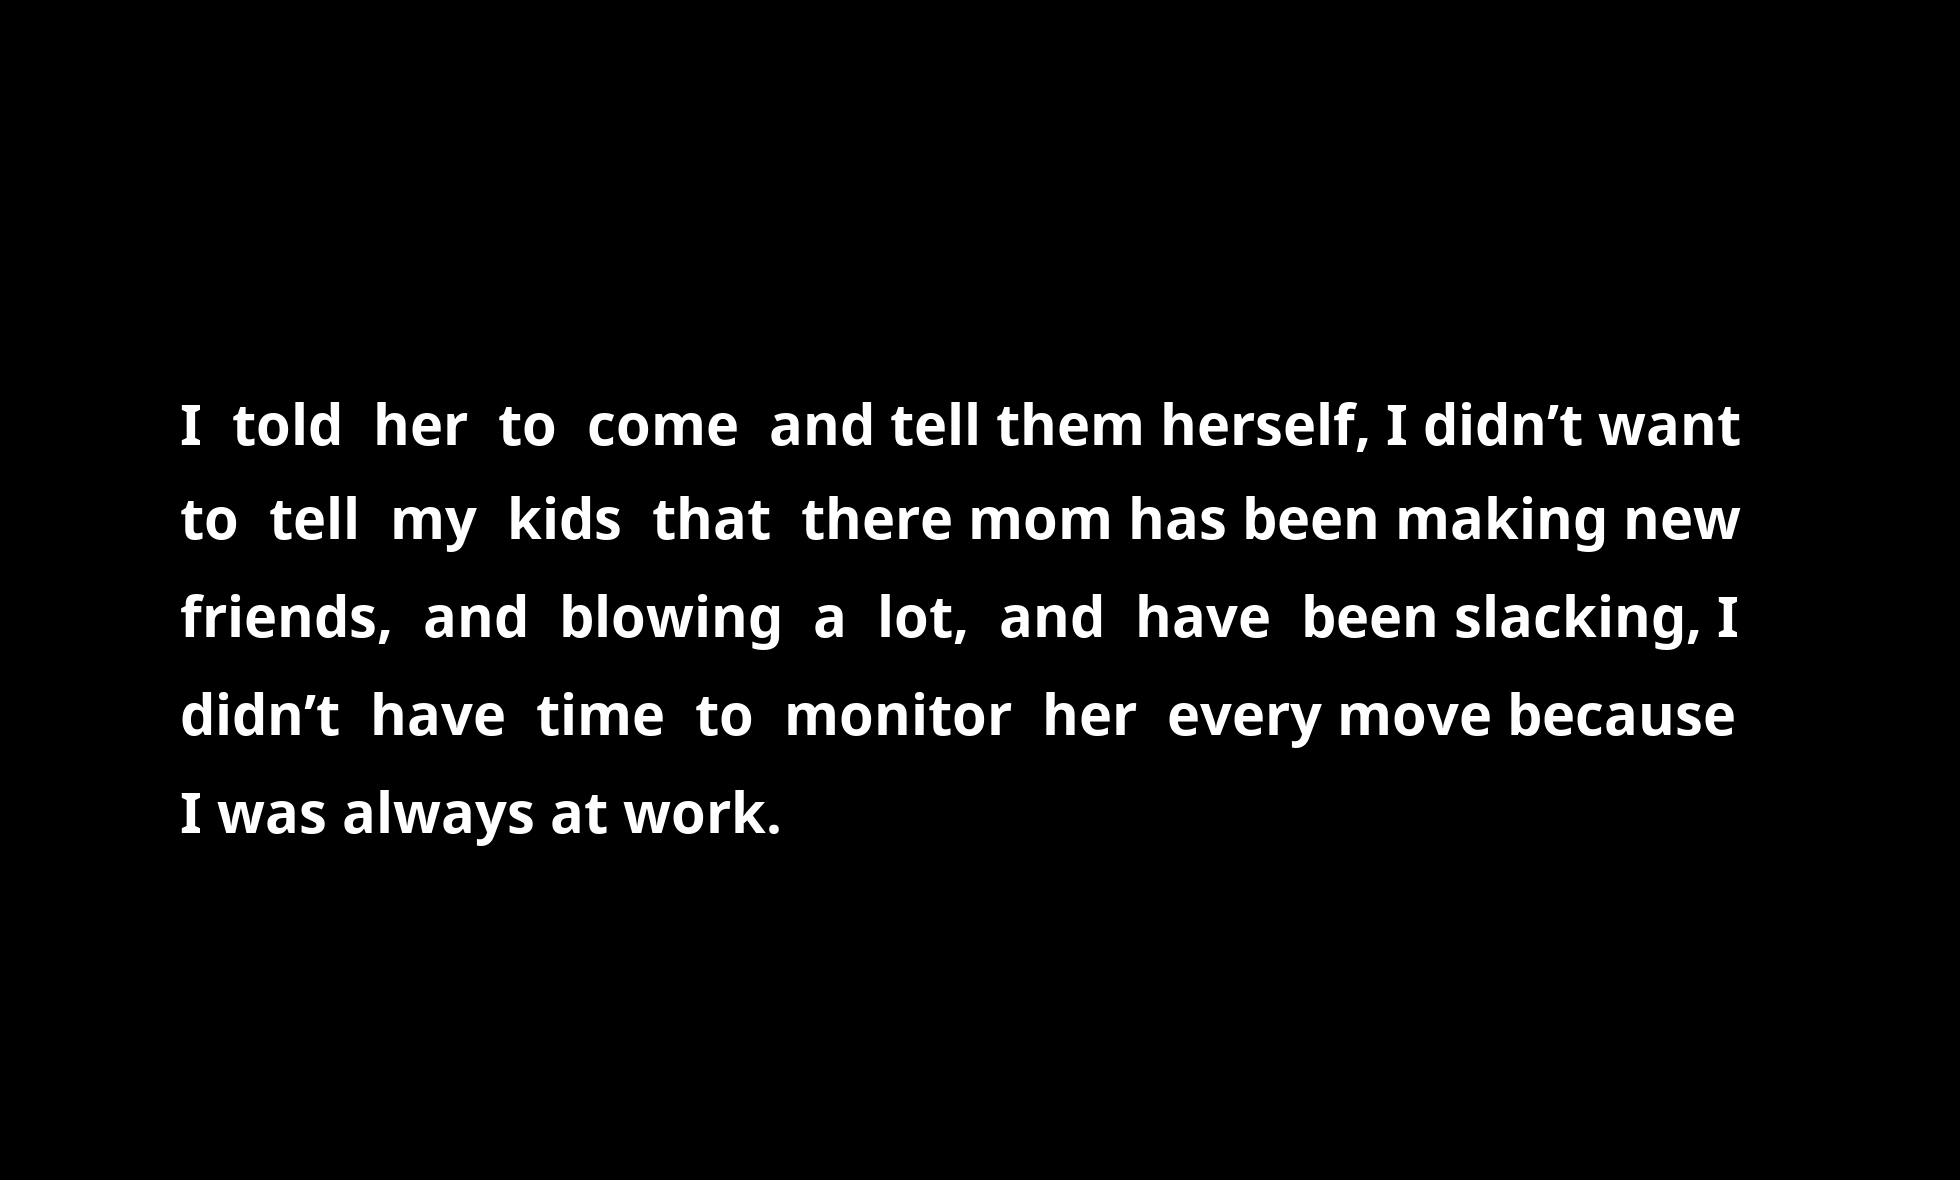 I told her to come and tell them herself, I didn’t want
to tell my kids that there mom has been making new
friends, and blowing a lot, and have been slacking, I
didn’t have time to monitor her every move because
I was always at work.